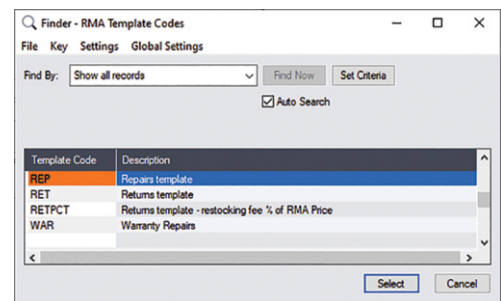 Finder - RMA Template Codes
File Key Settings Global Settings
Find By: Show all records Find Now Set Criteria
Auto Search
Template Code Description
REP Repairs template
RET Returns template
RETPCT Returns template - restocking fee % of RMA Price
WAR Warranty Repairs
Select Cancel